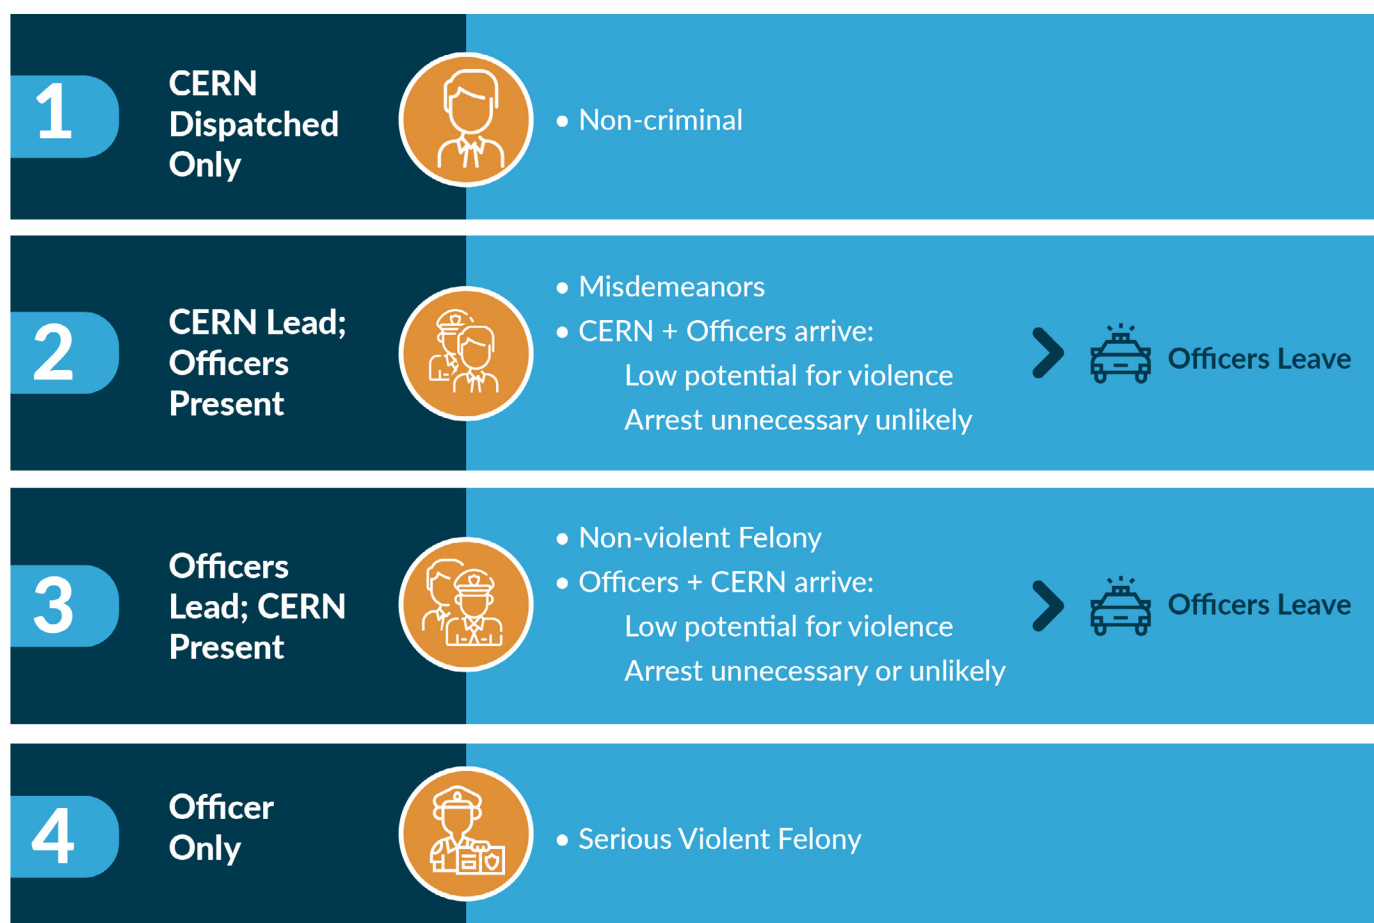 1
CERN
Dispatched
Only
• Non-criminal
2
CERN Lead;
Officers
Present
• Misdemeanors
• CERN + Officers arrive:
Low potential for violence
Arrest unnecessary unlikely
Officers Leave
3
Officers
Lead; CERN
Present
• Non-violent Felony
• Officers + CERN arrive:
Low potential for violence
Arrest unnecessary or unlikely
Officers Leave
4
Officer
Only
• Serious Violent Felony